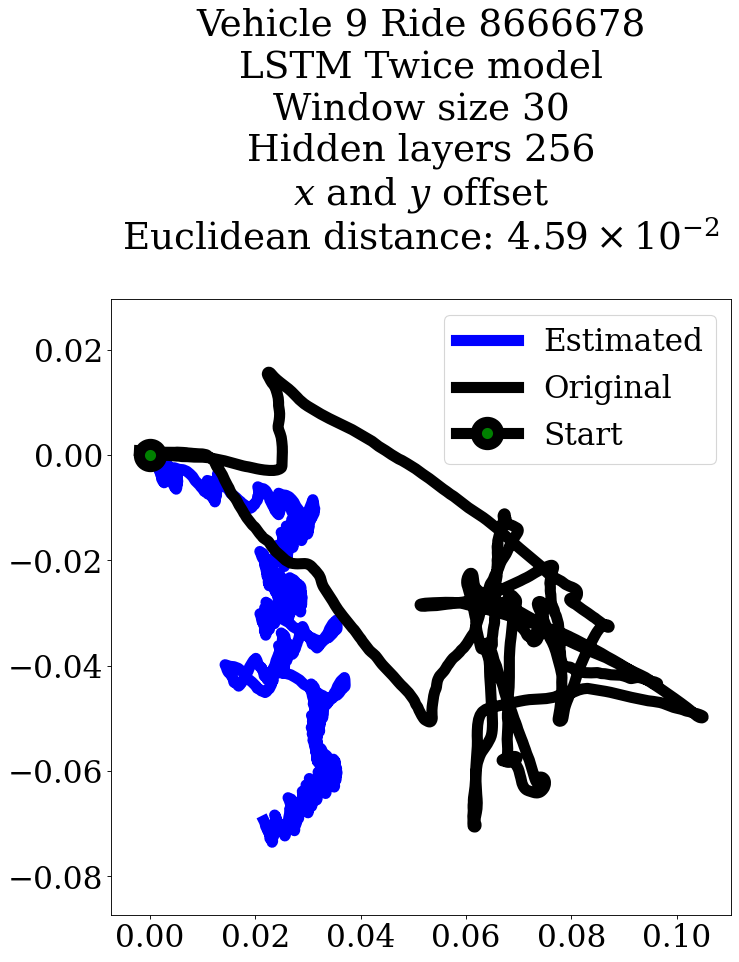 Vehicle 9 Ride 8666678
LSTM Twice model
Window size 30
Hidden layers 256
x and y offset
Euclidean distance: 4.59 × 10⁻²
Estimated
Original
Start
0.02
0.00
−0.02
−0.04
−0.06
−0.08
0.00 0.02 0.04 0.06 0.08 0.10